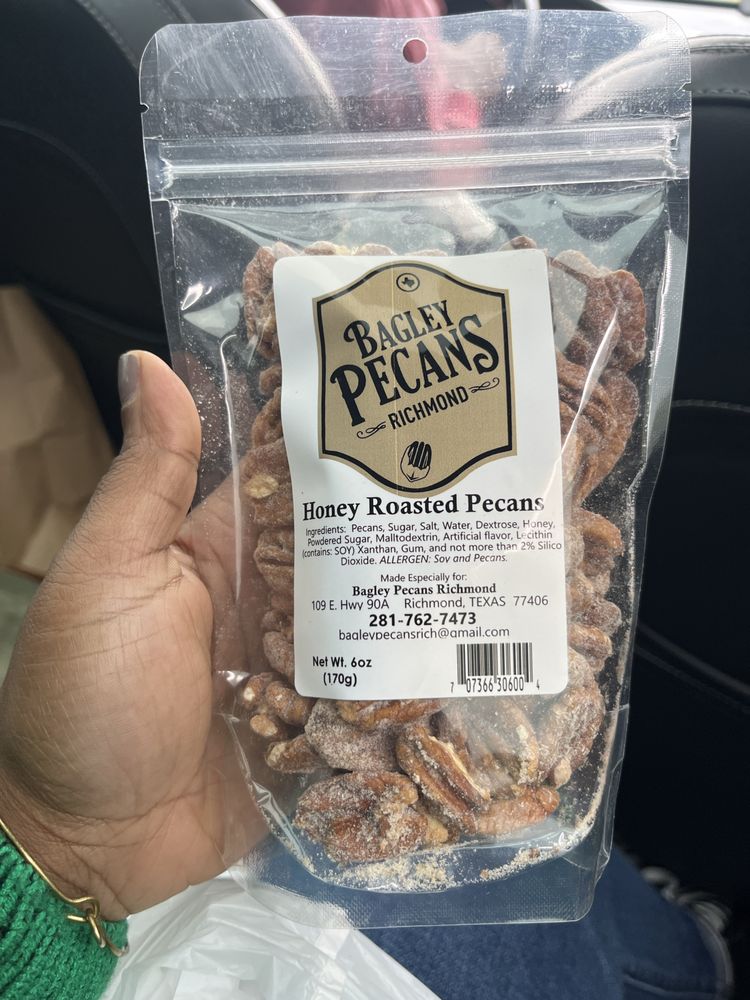 BAGLEY
PECANS
RICHMOND
Honey Roasted Pecans
Ingredients: Pecans, Sugar, Salt, Water, Dextrose, Honey,
Powdered Sugar, Malltodextrin, Artificial flavor, Lecithin
(contains: SOY) Xanthan, Gum, and not more than 2% Silico
Dioxide. ALLERGEN: Soy and Pecans.
Made Especially for:
Bagley Pecans Richmond
109 E. Hwy 90A Richmond, TEXAS 77406
281-762-7473
bagleypecansrich@gmail.com
Net Wt. 6oz
(170g)
7 07366 30600 4